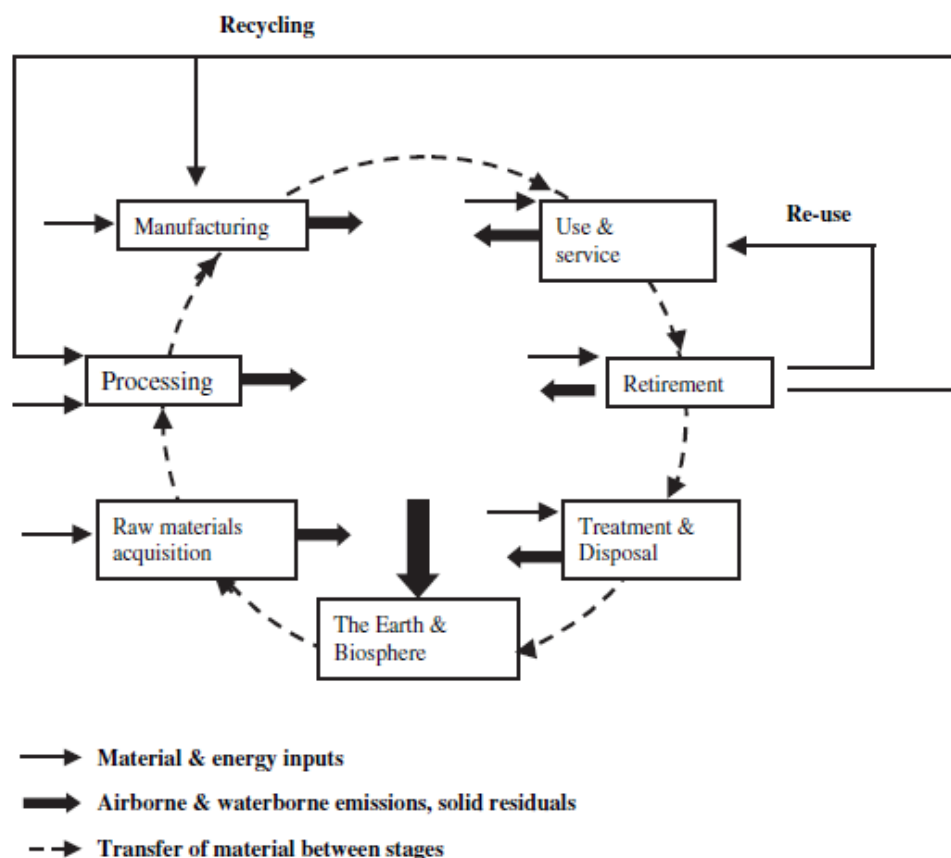 Recycling
Manufacturing
Use &
service
Re-use
Processing
Retirement
Raw materials
acquisition
Treatment &
Disposal
The Earth &
Biosphere
Material & energy inputs
Airborne & waterborne emissions, solid residuals
Transfer of material between stages